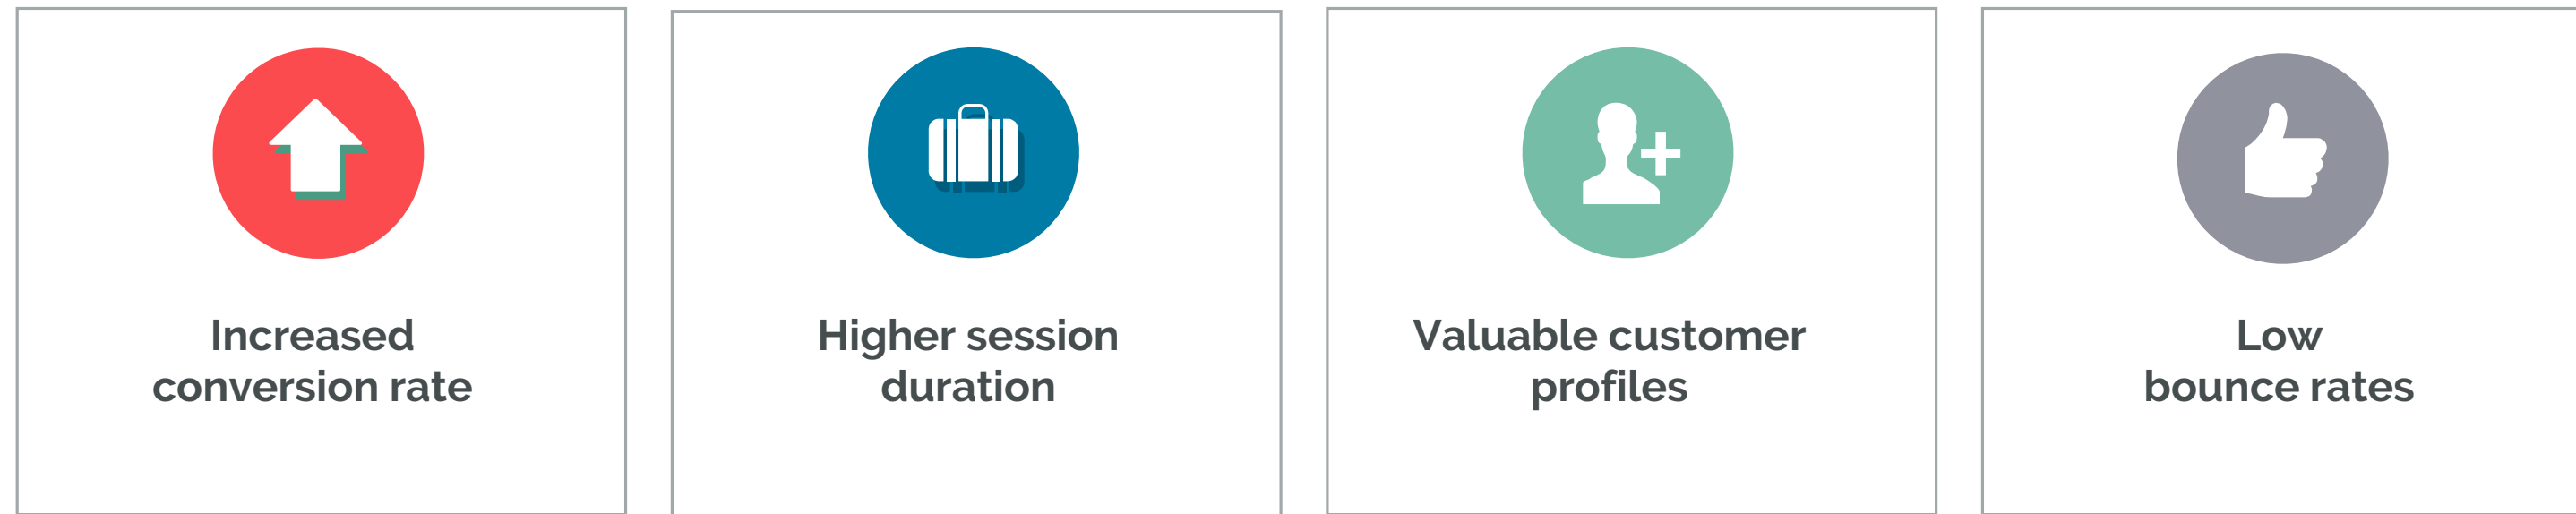 Increased
conversion rate
Higher session
duration
Valuable customer
profiles
Low
bounce rates